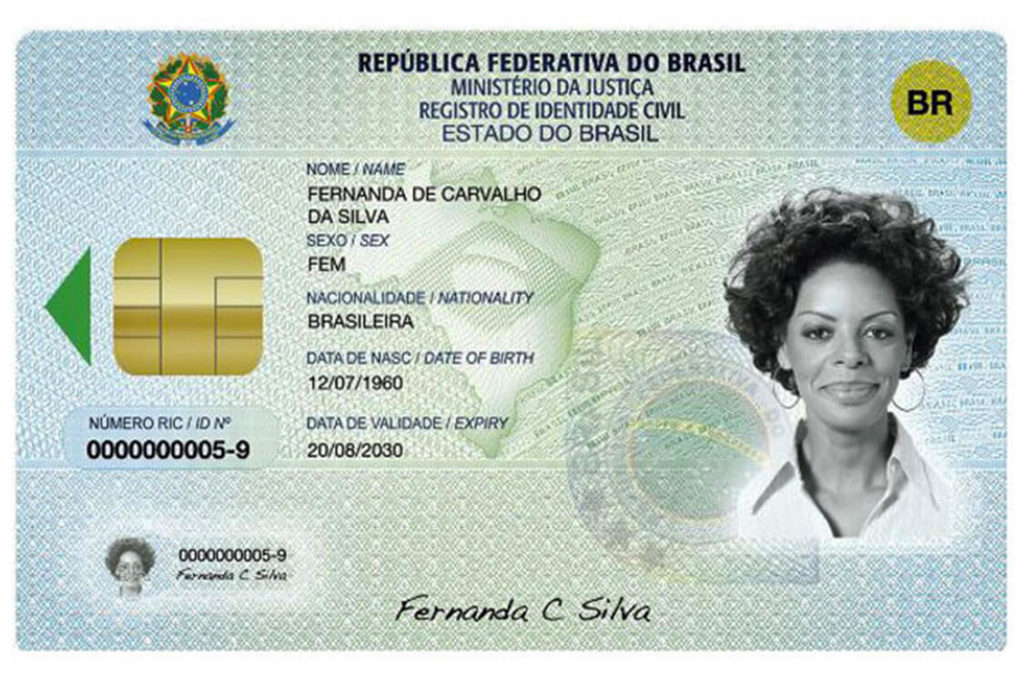 REPÚBLICA FEDERATIVA DO BRASIL
MINISTÉRIO DA JUSTIÇA
REGISTRO DE IDENTIDADE CIVIL
ESTADO DO BRASIL
BR
NOME / NAME
FERNANDA DE CARVALHO
DA SILVA
SEXO / SEX
FEM
NACIONALIDADE / NATIONALITY
BRASILEIRA
DATA DE NASC / DATE OF BIRTH
12/07/1960
NÚMERO RIC / ID Nº
0000000005-9
DATA DE VALIDADE / EXPIRY
20/08/2030
0000000005-9
Fernanda C Silva
Fernanda C Silva